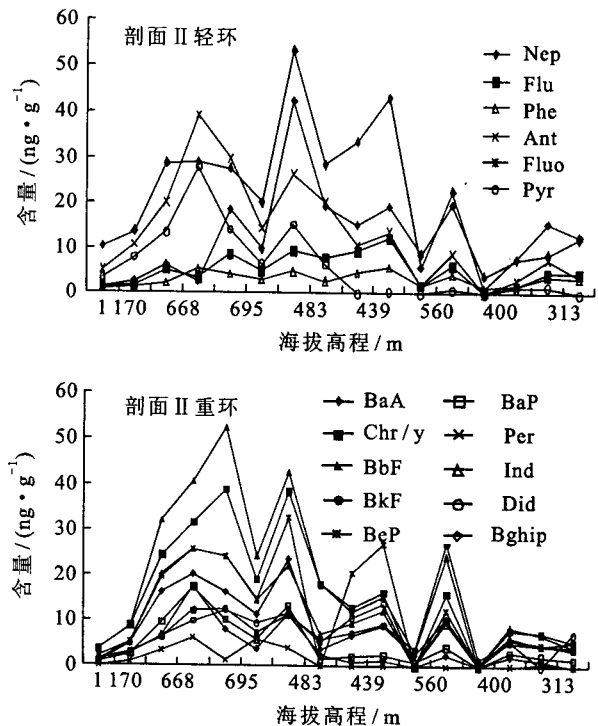 剖面Ⅱ轻环
60
50
40
30
20
10
0
含量/(ng·g⁻¹)
Nep
Flu
Phe
Ant
Fluo
Pyr
1 170 668 695 483 439 560 400 313
海拔高程/m
剖面Ⅱ重环
60
50
40
30
20
10
0
含量/(ng·g⁻¹)
BaA BaP
Chr/y Per
BbF Ind
BkF Did
BeP Bghip
1 170 668 695 483 439 560 400 313
海拔高程/m